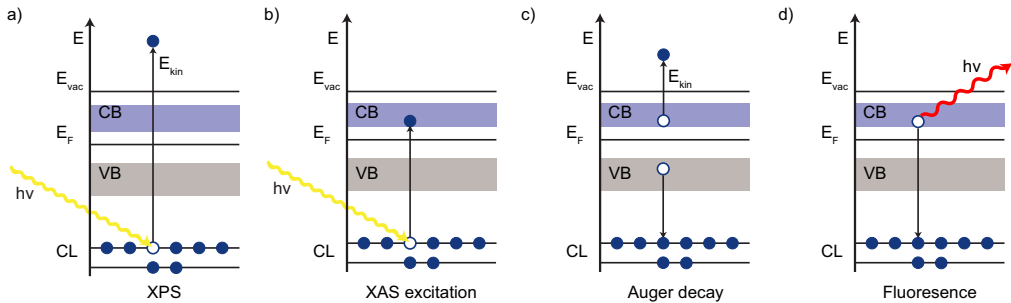 a)
E
E_kin
E_vac
CB
E_F
VB
hν
CL
XPS
b)
E
E_vac
CB
E_F
VB
hν
CL
XAS excitation
c)
E
E_kin
E_vac
CB
E_F
VB
CL
Auger decay
d)
E
hν
E_vac
CB
E_F
VB
CL
Fluoresence